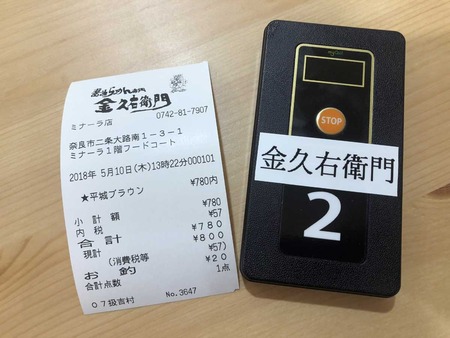 金久右衛門
ミナーラ店
0742-81-7907
奈良市二条大路南1-3-1
ミナーラ1階フードコート
2018年 5月10日(木)13時22分000101
★平城ブラウン
¥780内
小計額 ¥780
内税 ¥57
合計 ¥780
現計 ¥800
(消費税等 ¥57)
お釣 ¥20
合計点数 1点
07扱吉村
No.3647
STOP
金久右衛門
2